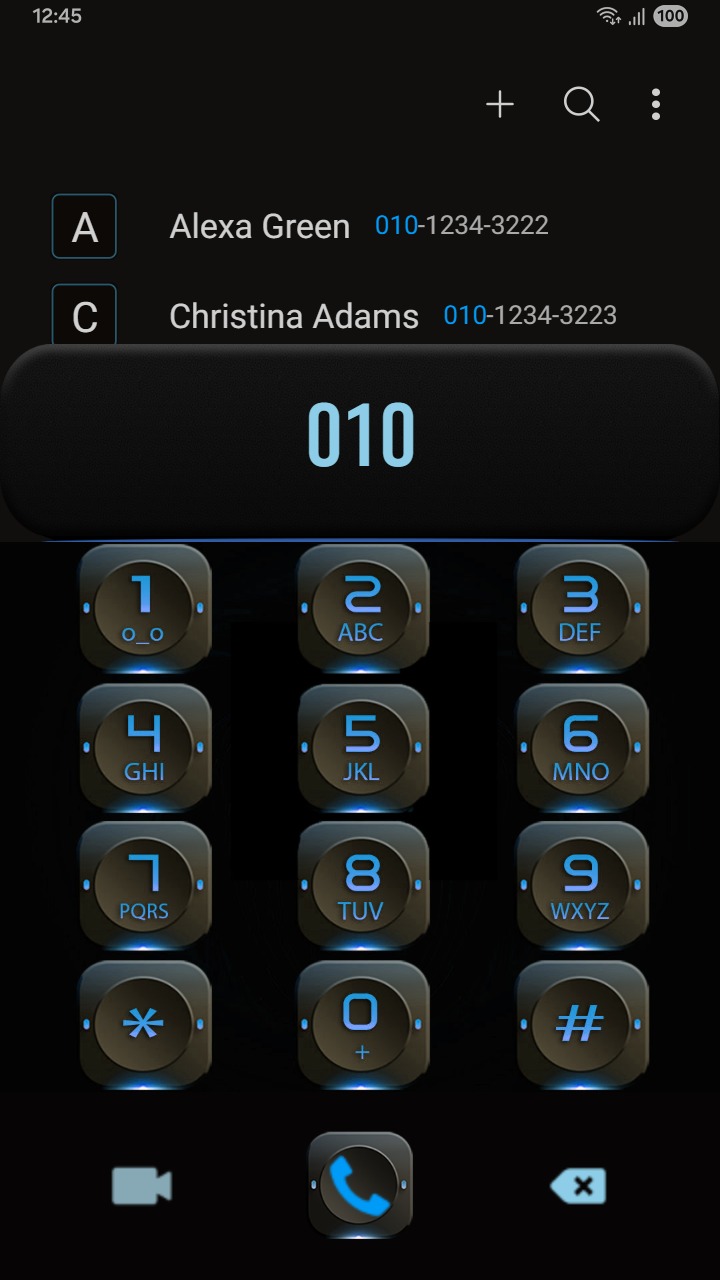 12:45 100
A Alexa Green 010-1234-3222
C Christina Adams 010-1234-3223
010
1 2 3
o_o ABC DEF
4 5 6
GHI JKL MNO
7 8 9
PQRS TUV WXYZ
* 0 #
+